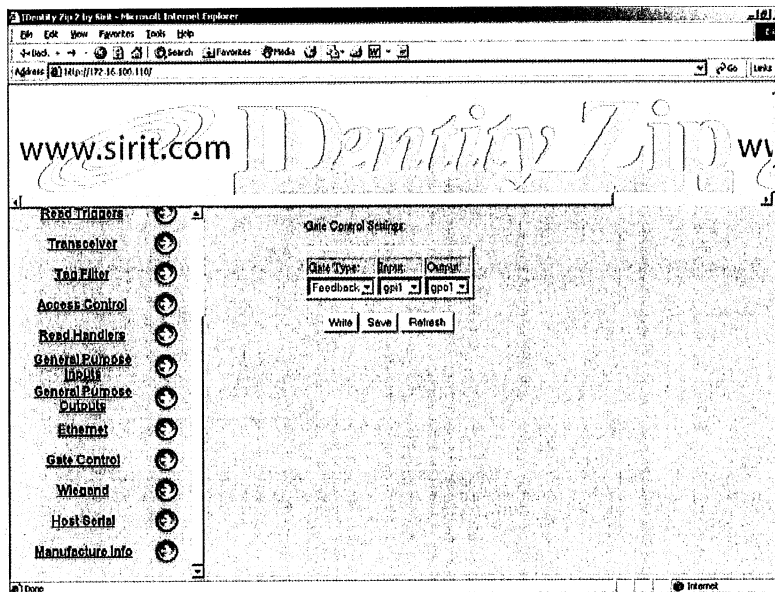 IDentity Zip 2 by Sirit - Microsoft Internet Explorer
File Edit View Favorites Tools Help
Back Search Favorites Media
Address http://172.16.100.110/ Go Links
www.sirit.com IDentity Zip
Read Triggers
Transceiver
Tag Filter
Access Control
Read Handlers
General Purpose
Inputs
General Purpose
Outputs
Ethernet
Gate Control
Wiegand
Host Serial
Manufacture Info
Gate Control Settings
Gate Type: Input: Output:
Feedback gpi1 gpo1
Write Save Refresh
Done Internet